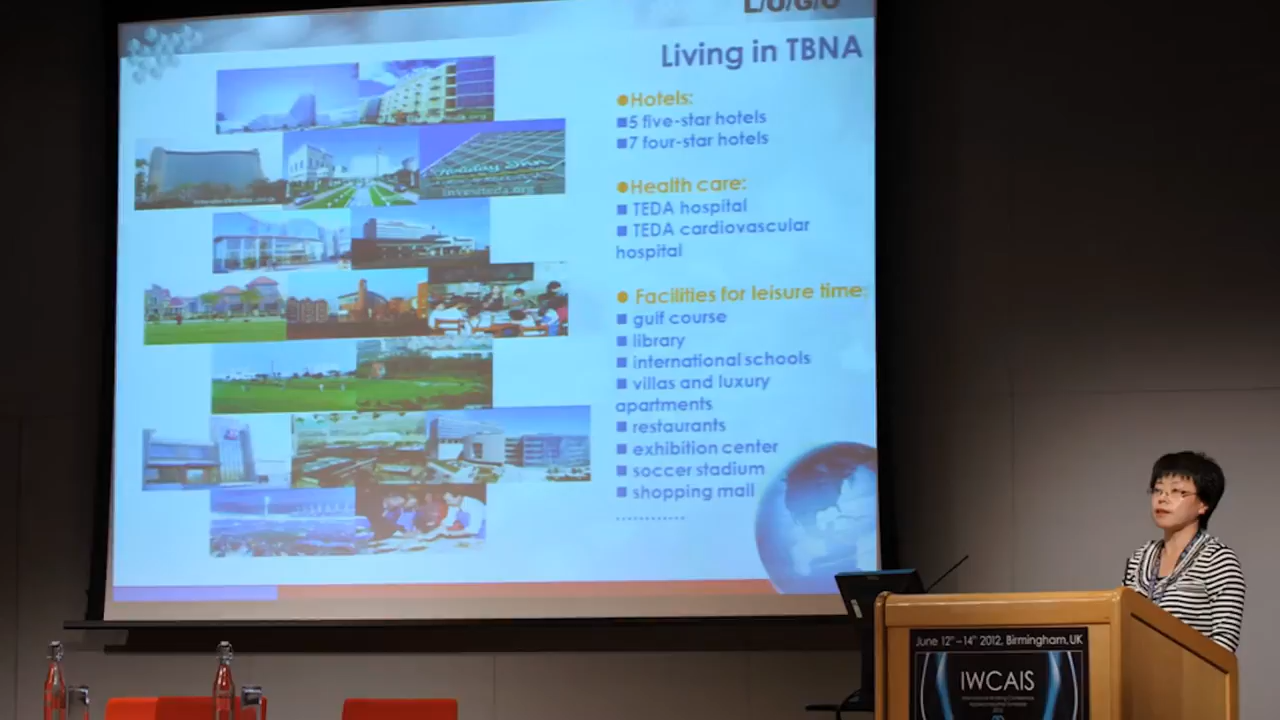 L/O/G/O
Living in TBNA
●Hotels:
■5 five-star hotels
■7 four-star hotels
●Health care:
■ TEDA hospital
■ TEDA cardiovascular
hospital
● Facilities for leisure time
■ gulf course
■ library
■ international schools
■ villas and luxury
apartments
■ restaurants
■ exhibition center
■ soccer stadium
■ shopping mall
Holiday Inn
June 12th–14th 2012, Birmingham,UK
IWCAIS